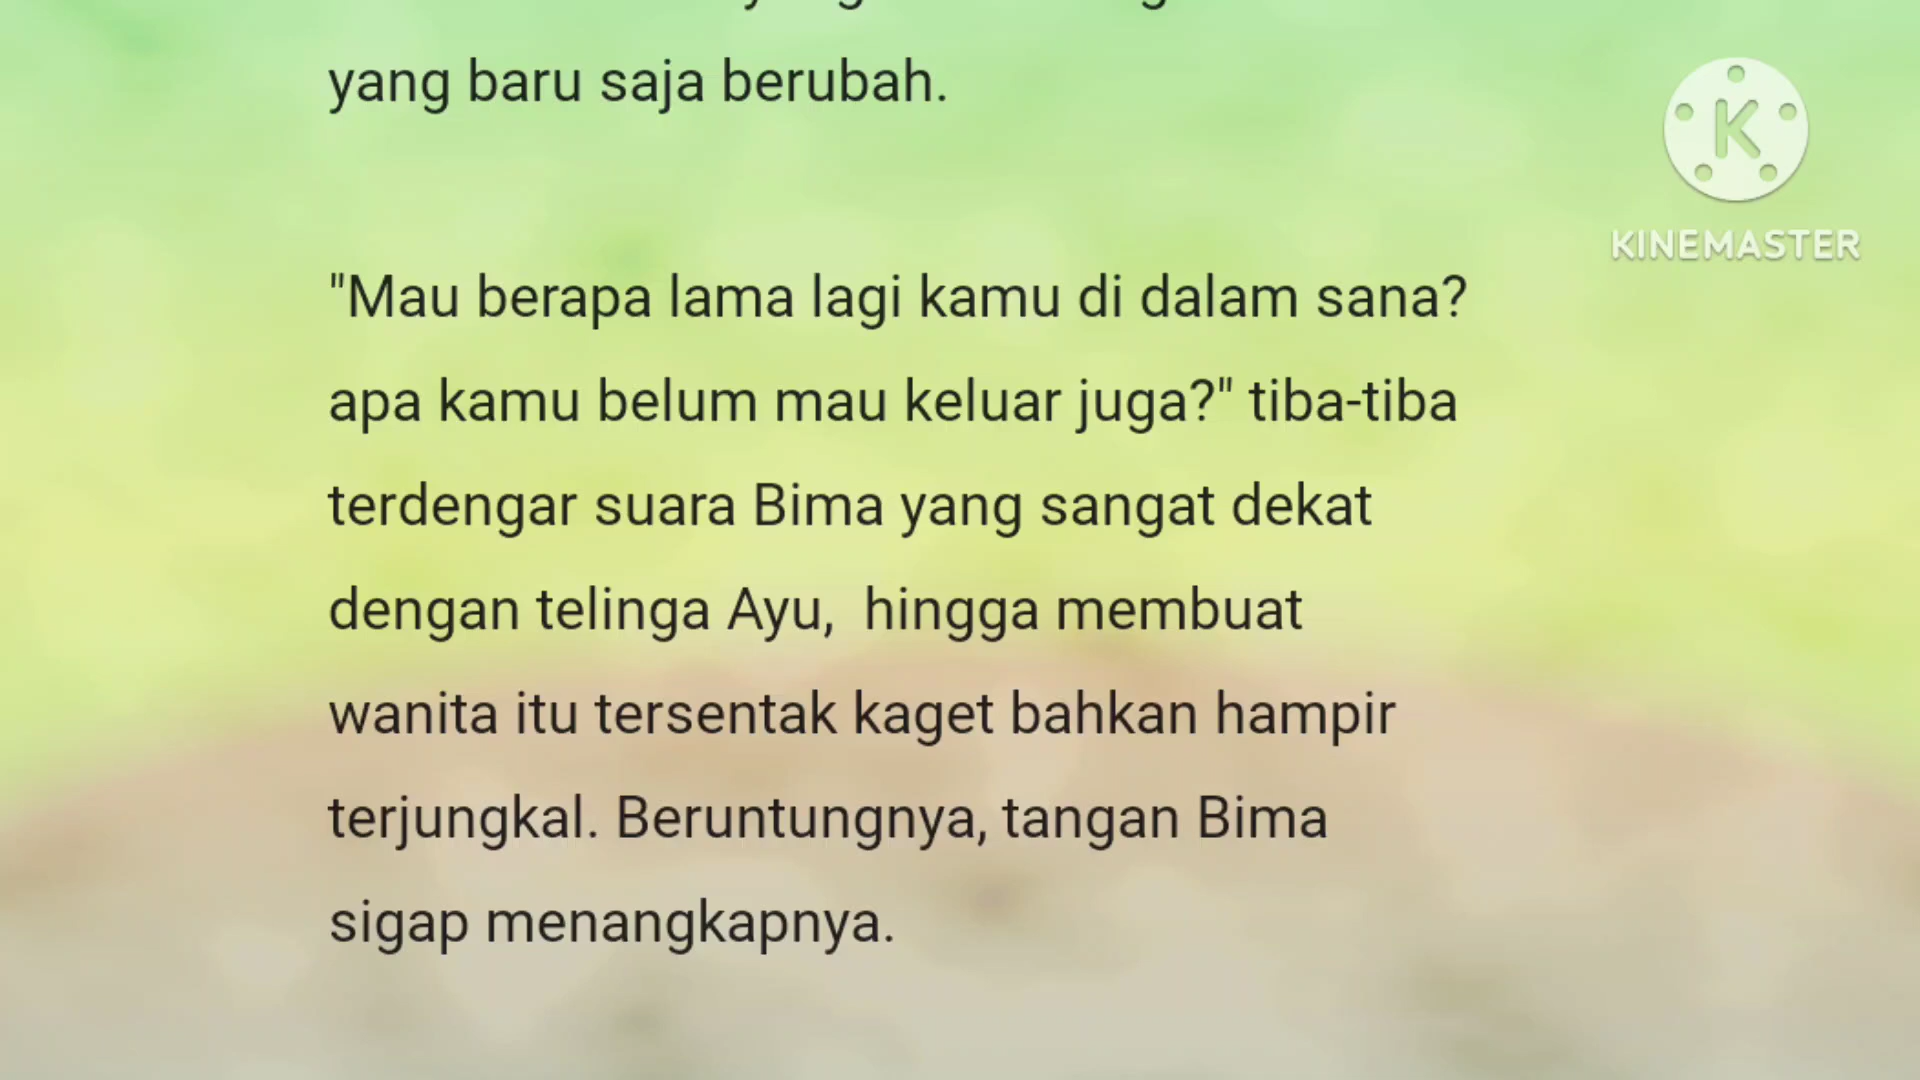 yang baru saja berubah.
"Mau berapa lama lagi kamu di dalam sana?
apa kamu belum mau keluar juga?" tiba-tiba
terdengar suara Bima yang sangat dekat
dengan telinga Ayu,  hingga membuat
wanita itu tersentak kaget bahkan hampir
terjungkal. Beruntungnya, tangan Bima
sigap menangkapnya.
K
KINEMASTER